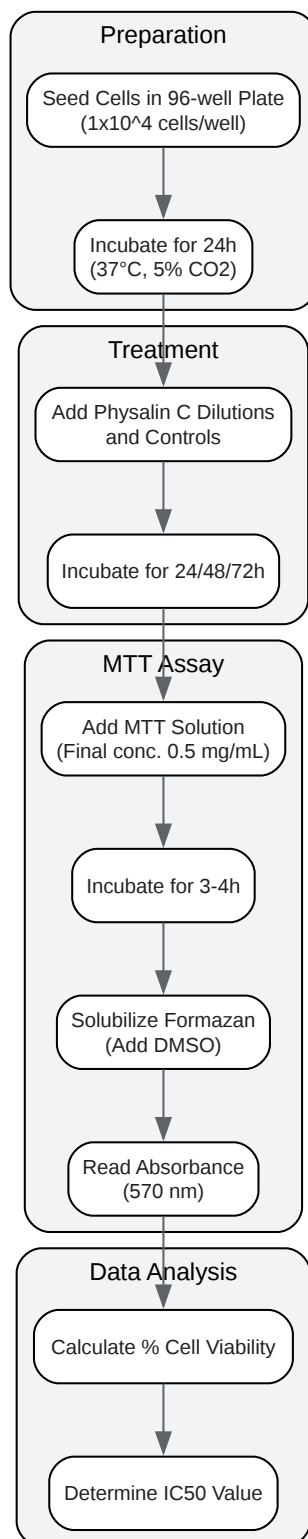 Preparation
Seed Cells in 96-well Plate
(1x10^4 cells/well)
Incubate for 24h
(37°C, 5% CO2)
Treatment
Add Physalin C Dilutions
and Controls
Incubate for 24/48/72h
MTT Assay
Add MTT Solution
(Final conc. 0.5 mg/mL)
Incubate for 3-4h
Solubilize Formazan
(Add DMSO)
Read Absorbance
(570 nm)
Data Analysis
Calculate % Cell Viability
Determine IC50 Value